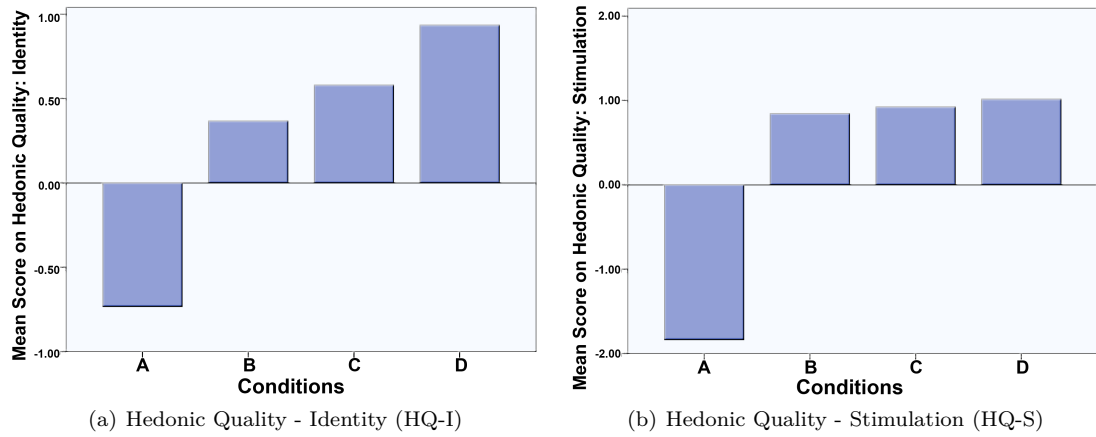 Mean Score on Hedonic Quality: Identity
1.00
0.50
0.00
-0.50
-1.00
A B C D
Conditions
(a) Hedonic Quality - Identity (HQ-I)
Mean Score on Hedonic Quality: Stimulation
2.00
1.00
0.00
-1.00
-2.00
A B C D
Conditions
(b) Hedonic Quality - Stimulation (HQ-S)